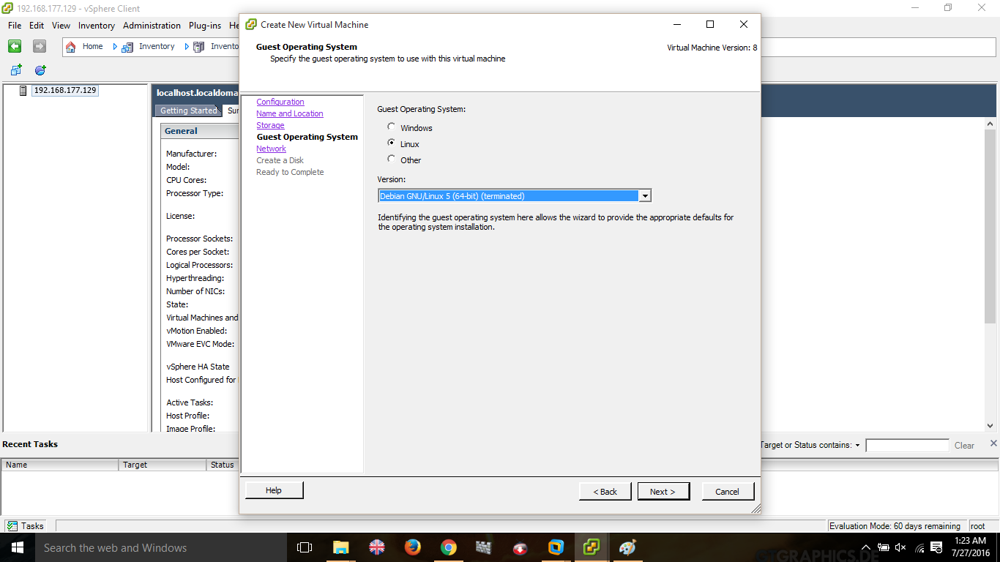 192.168.177.129 - vSphere Client
File Edit View Inventory Administration Plug-ins He
Home Inventory Invento
192.168.177.129
localhost.localdoma
Getting Started Sur
General
Manufacturer:
Model:
CPU Cores:
Processor Type:
License:
Processor Sockets:
Cores per Socket:
Logical Processors:
Hyperthreading:
Number of NICs:
State:
Virtual Machines and
vMotion Enabled:
VMware EVC Mode:
vSphere HA State
Host Configured for
Active Tasks:
Host Profile:
Image Profile:
Create New Virtual Machine
Guest Operating System
Specify the guest operating system to use with this virtual machine
Virtual Machine Version: 8
Configuration
Name and Location
Storage
Guest Operating System
Network
Create a Disk
Ready to Complete
Guest Operating System:
Windows
Linux
Other
Version:
Debian GNU/Linux 5 (64-bit) (terminated)
Identifying the guest operating system here allows the wizard to provide the appropriate defaults for
the operating system installation.
Help < Back Next > Cancel
Recent Tasks
Target or Status contains: Clear
Name Target Status
Tasks
Evaluation Mode: 60 days remaining root
Search the web and Windows
1:23 AM
7/27/2016